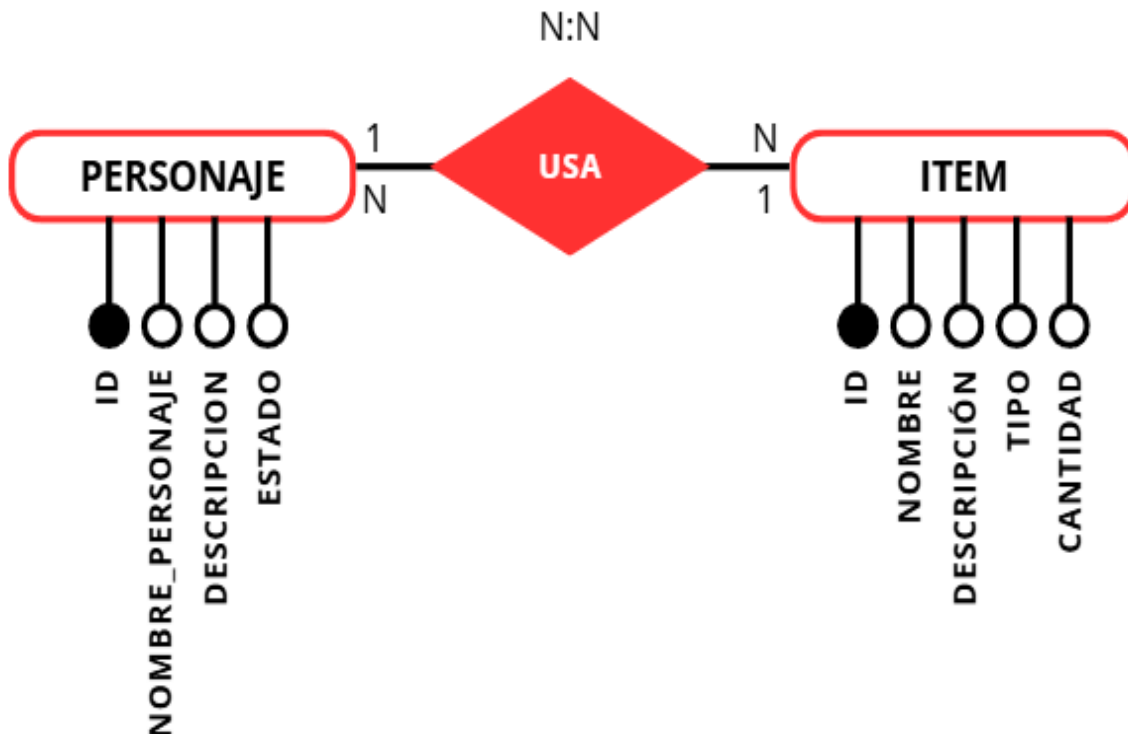 N:N
PERSONAJE
1
N
USA
N
1
ITEM
ID
NOMBRE_PERSONAJE
DESCRIPCION
ESTADO
ID
NOMBRE
DESCRIPCIÓN
TIPO
CANTIDAD